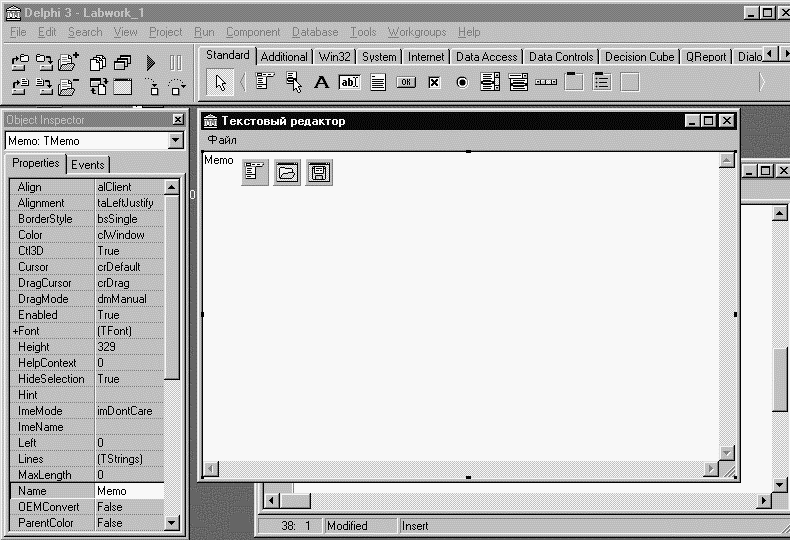 Delphi 3 - Labwork_1
File Edit Search View Project Run Component Database Tools Workgroups Help
Standard Additional Win32 System Internet Data Access Data Controls Decision Cube QReport Dialo
A ab OK
Object Inspector
Memo: TMemo
Properties Events
Align alClient
Alignment taLeftJustify
BorderStyle bsSingle
Color clWindow
Ctl3D True
Cursor crDefault
DragCursor crDrag
DragMode dmManual
Enabled True
+Font (TFont)
Height 329
HelpContext 0
HideSelection True
Hint
ImeMode imDontCare
ImeName
Left 0
Lines (TStrings)
MaxLength 0
Name Memo
OEMConvert False
ParentColor False
Текстовый редактор
Файл
Memo
38: 1 Modified Insert